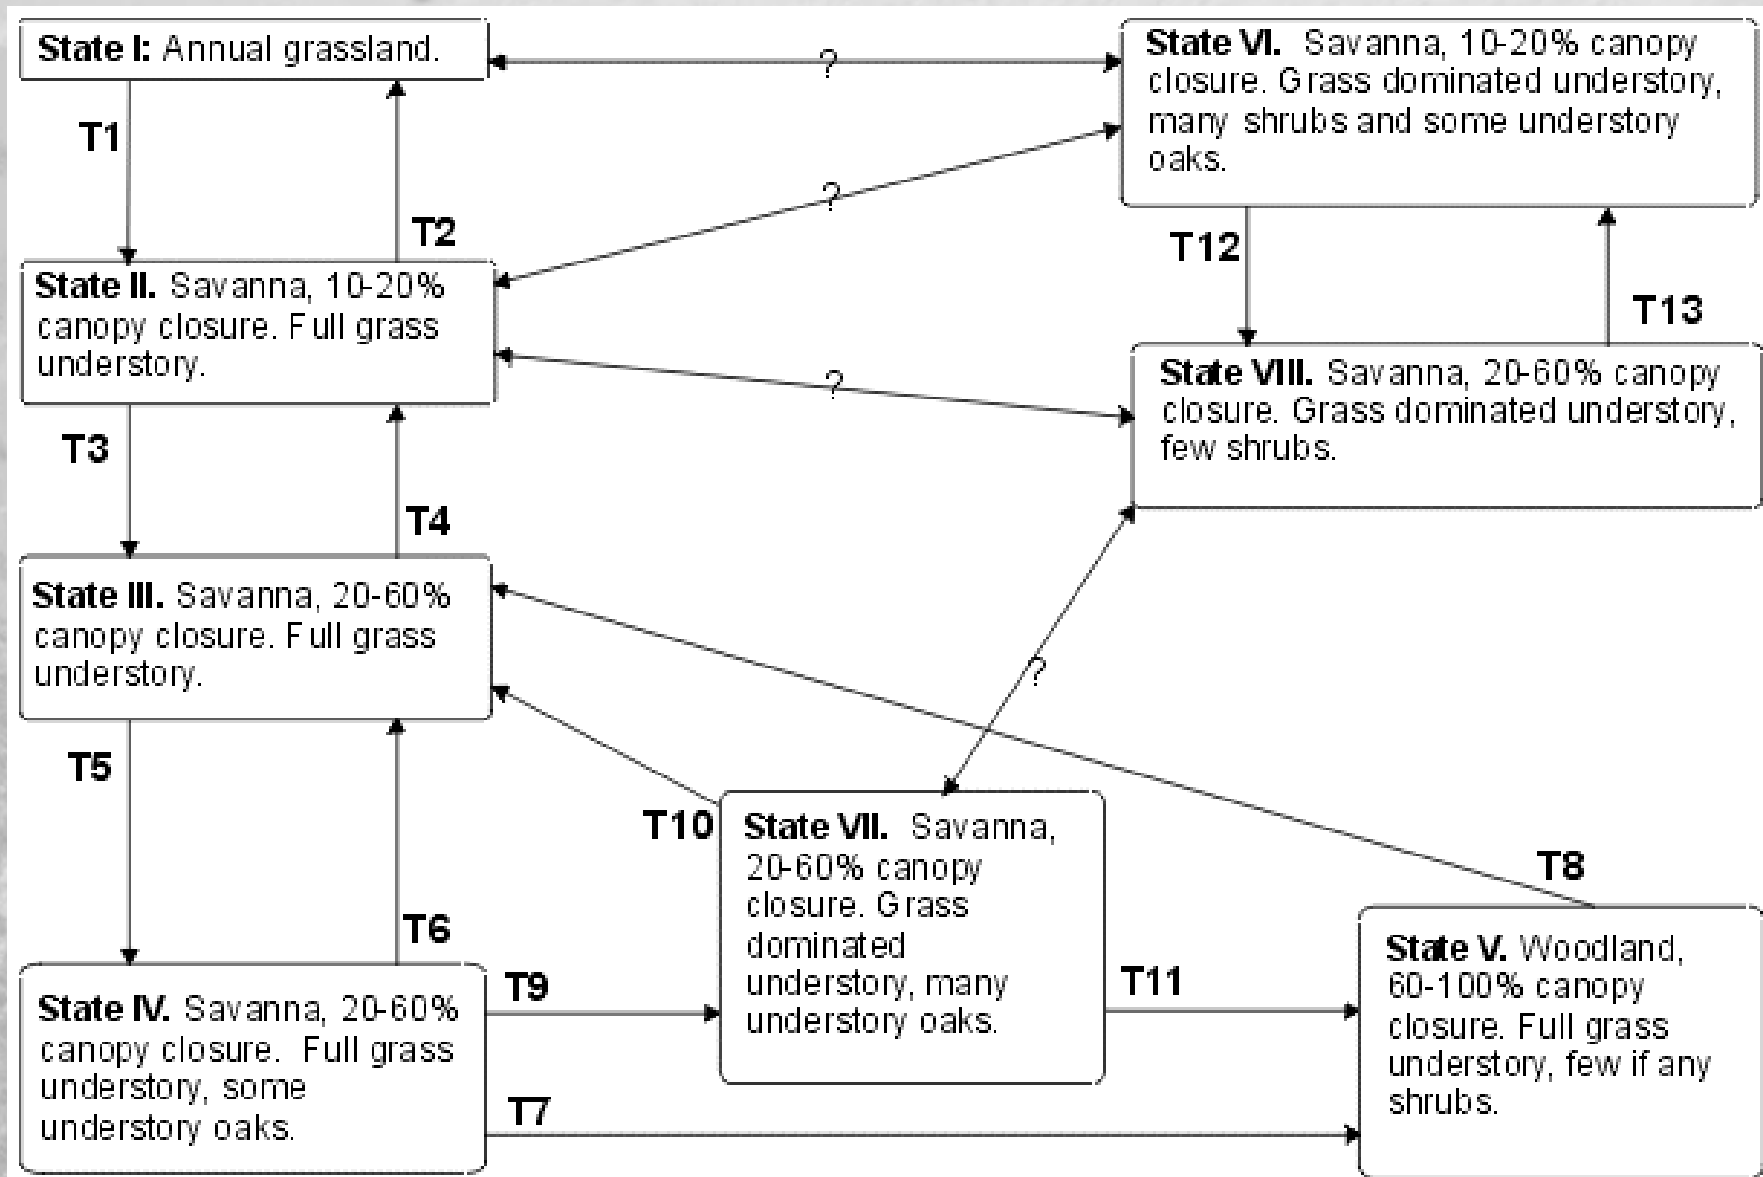 State I: Annual grassland.
?
State VI. Savanna, 10-20% canopy
closure. Grass dominated understory,
many shrubs and some understory
oaks.
T1
T2
?
T12
T13
State II. Savanna, 10-20%
canopy closure. Full grass
understory.
?
State VIII. Savanna, 20-60% canopy
closure. Grass dominated understory,
few shrubs.
T3
T4
State III. Savanna, 20-60%
canopy closure. Full grass
understory.
?
T5
T6
T10
State VII. Savanna,
20-60% canopy
closure. Grass
dominated
understory, many
understory oaks.
T8
T9
T11
State IV. Savanna, 20-60%
canopy closure. Full grass
understory, some
understory oaks.
T7
State V. Woodland,
60-100% canopy
closure. Full grass
understory, few if any
shrubs.